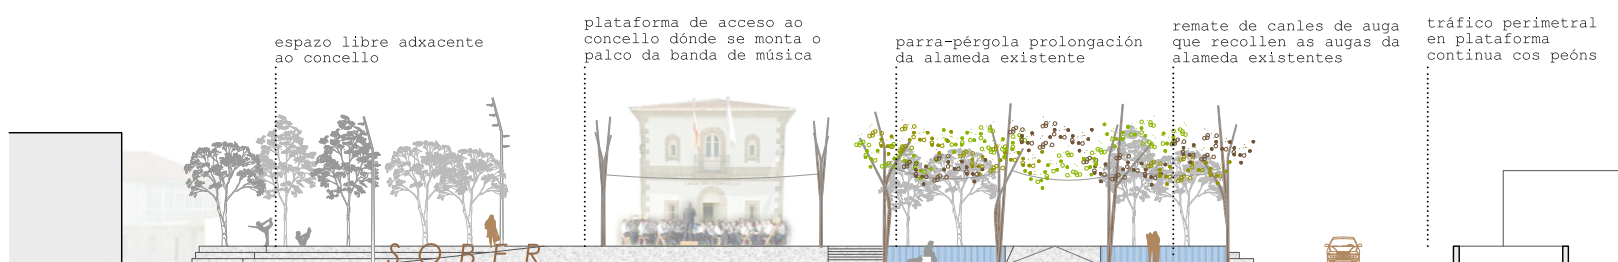 espazo libre adxacente
ao concello
plataforma de acceso ao
concello dónde se monta o
palco da banda de música
parra-pérgola prolongación
da alameda existente
remate de canles de auga
que recollen as augas da
alameda existentes
tráfico perimetral
en plataforma
continua cos peóns
SOBER